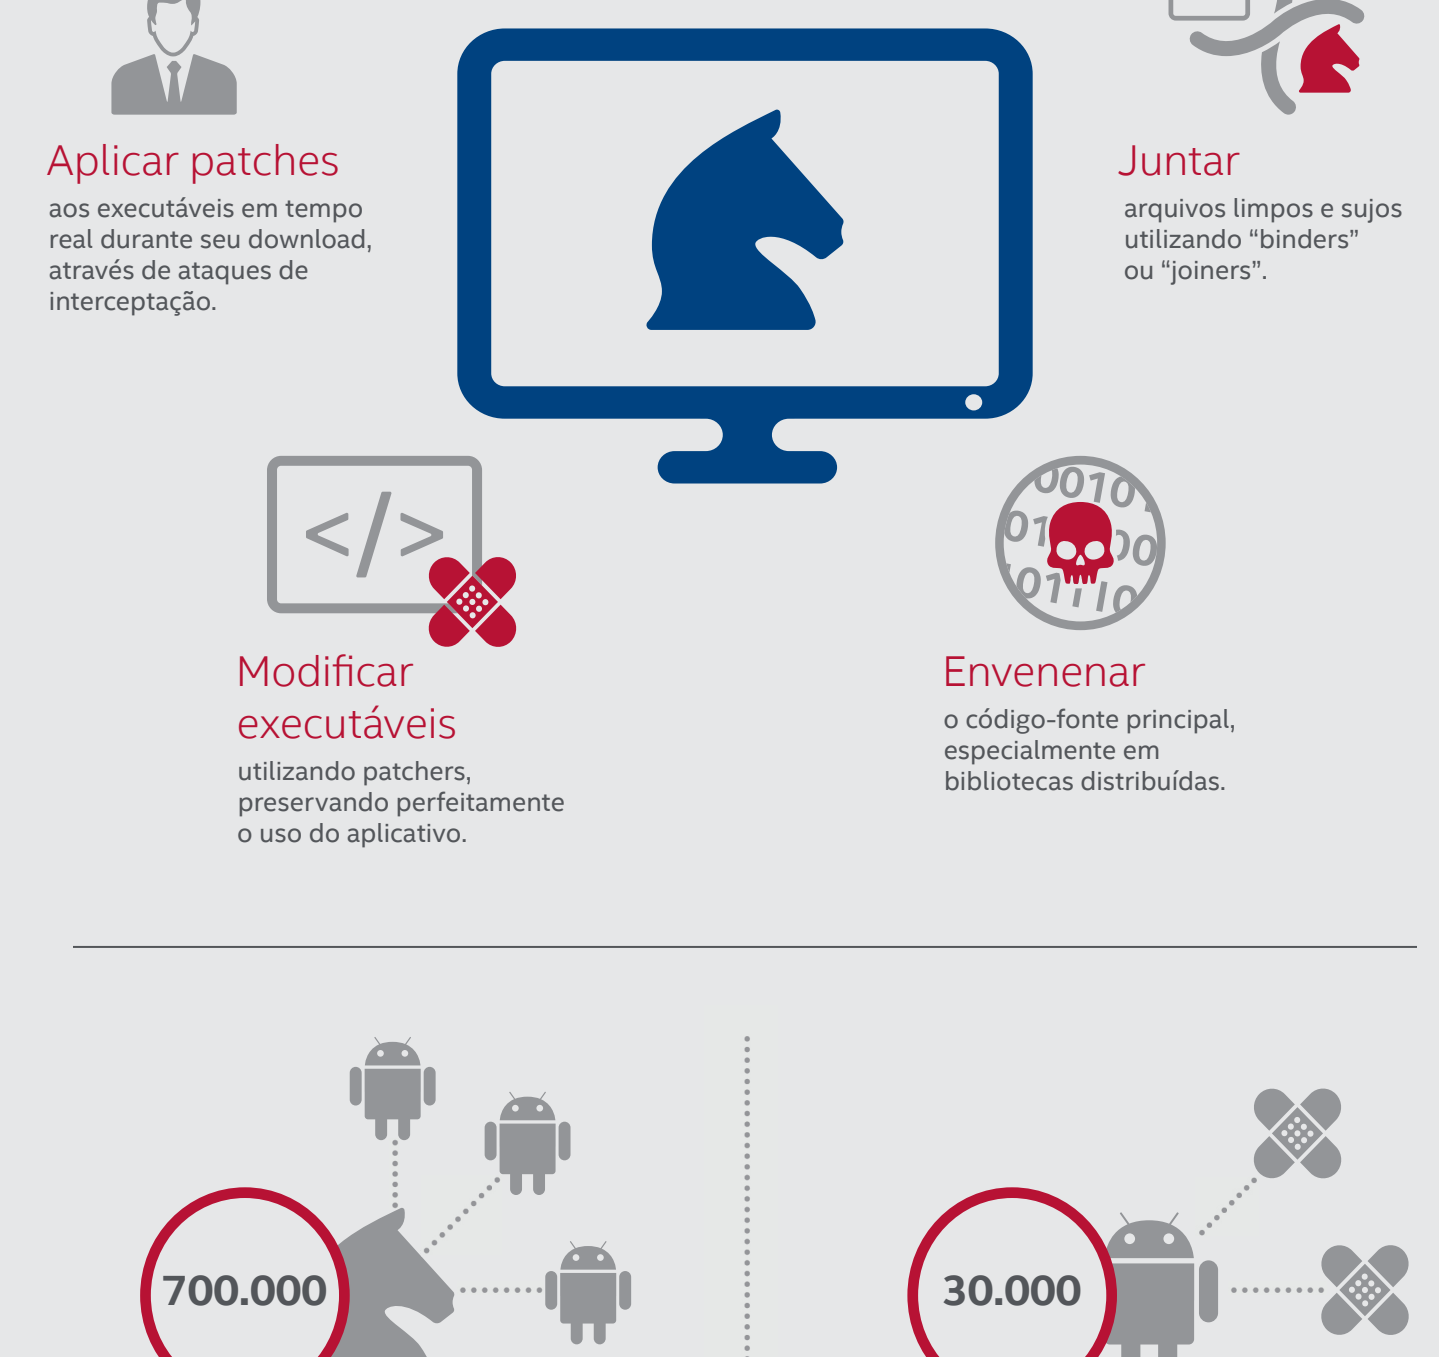 Aplicar patches
aos executáveis em tempo
real durante seu download,
através de ataques de
interceptação.
Juntar
arquivos limpos e sujos
utilizando “binders”
ou “joiners”.
</>
Modificar
executáveis
utilizando patchers,
preservando perfeitamente
o uso do aplicativo.
Envenenar
o código-fonte principal,
especialmente em
bibliotecas distribuídas.
700.000
30.000